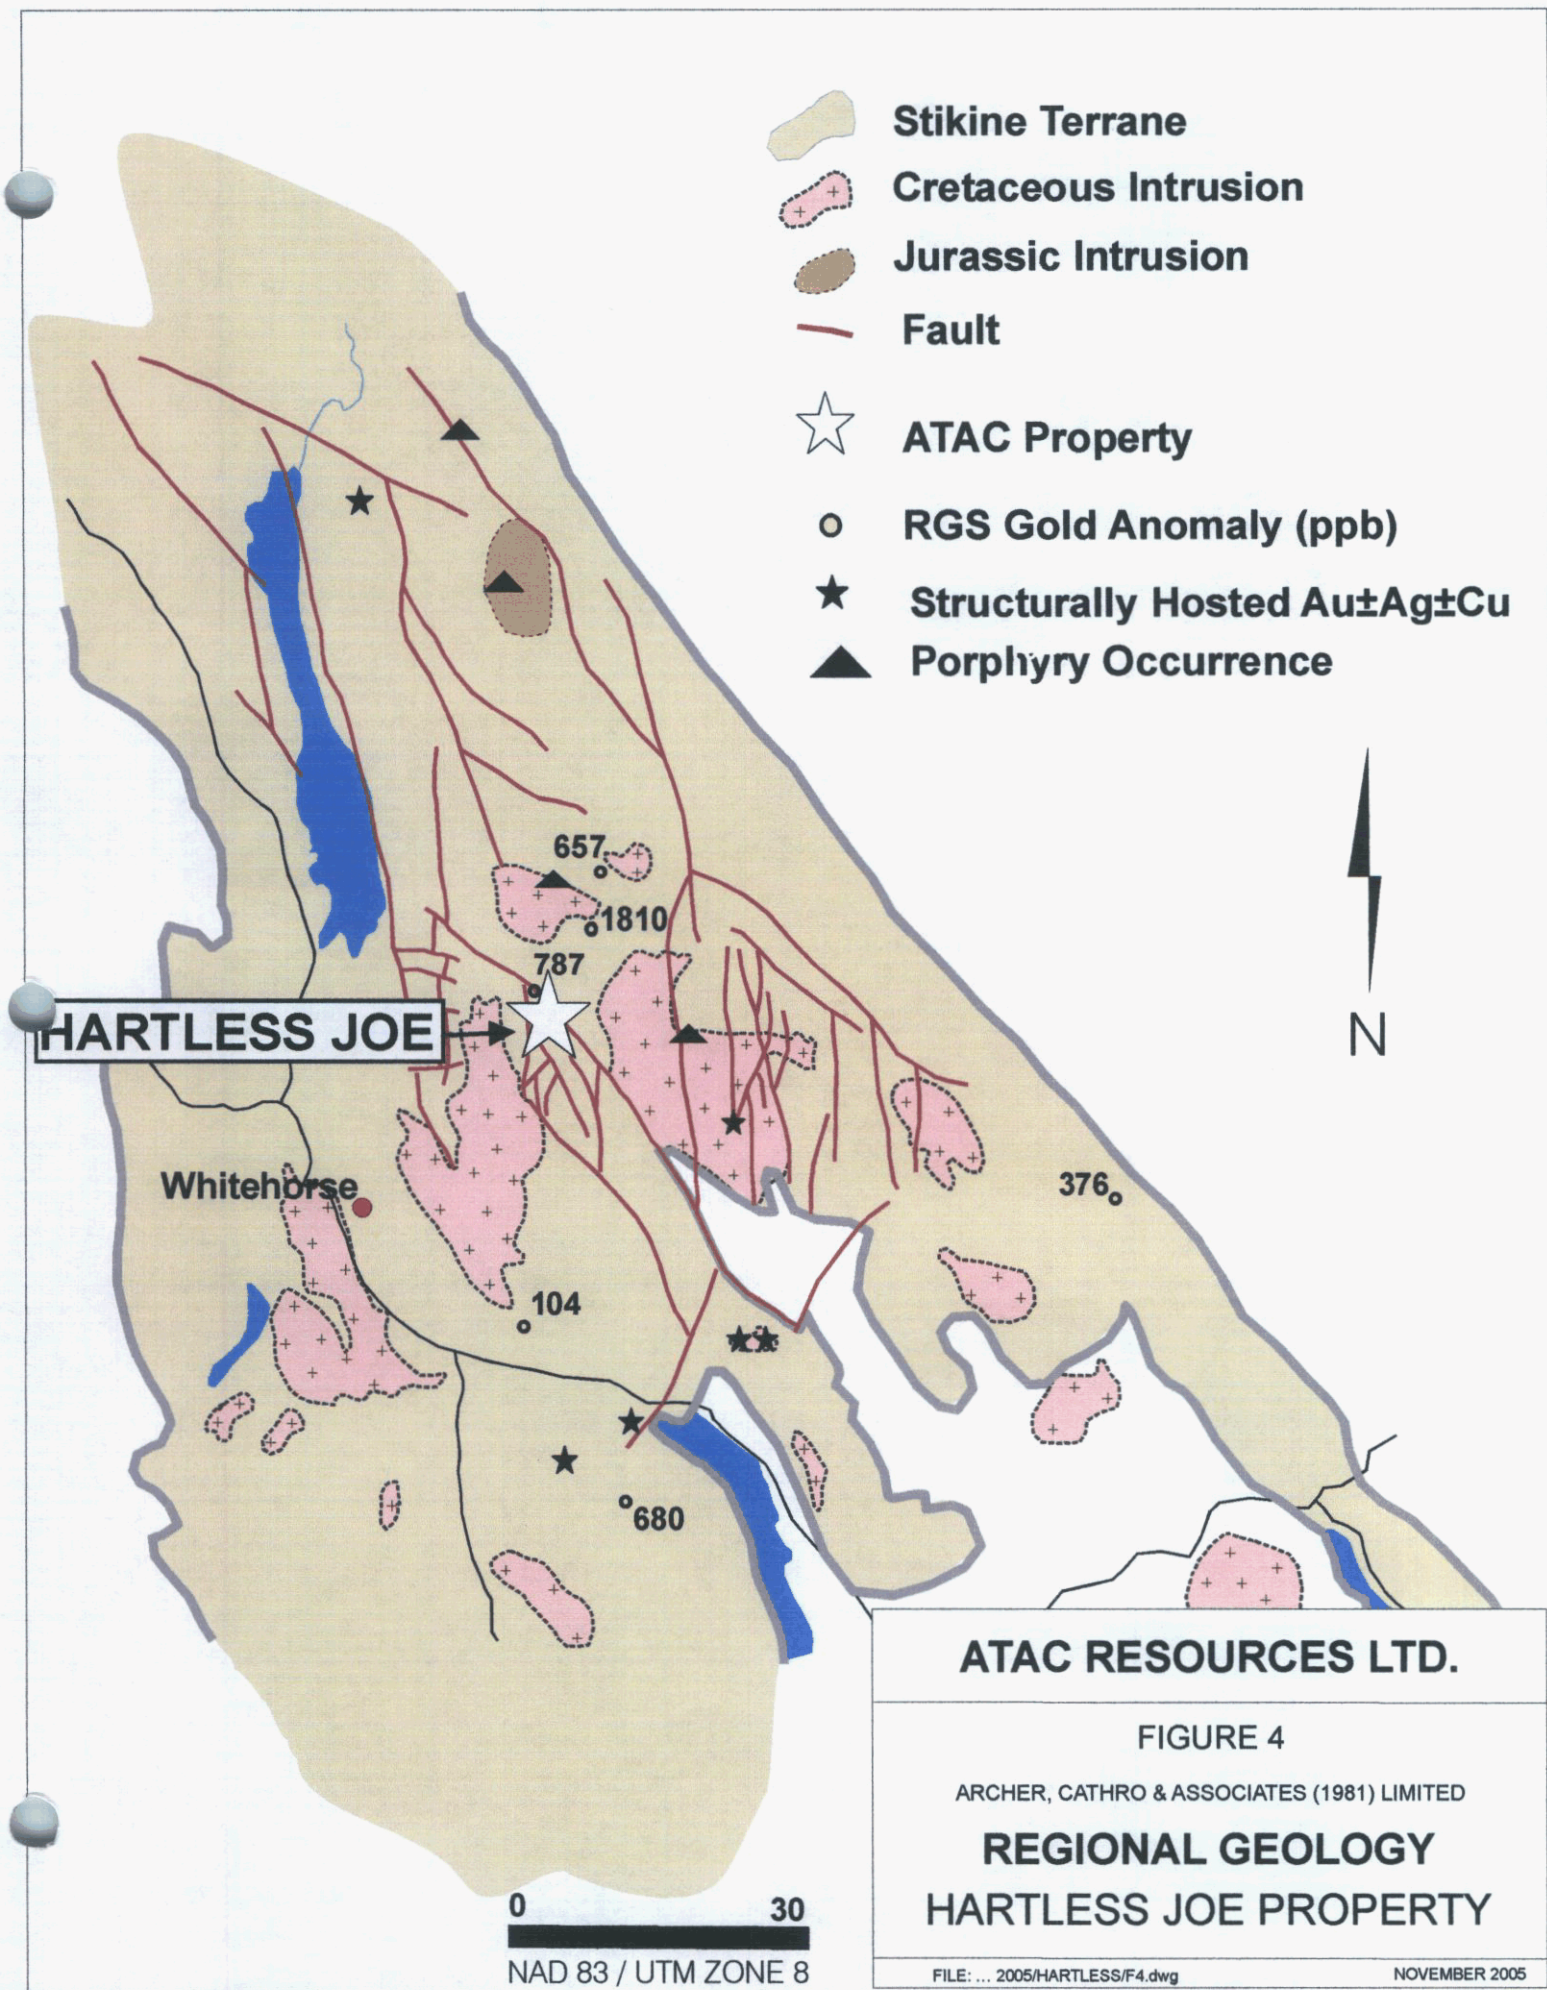 Stikine Terrane
Cretaceous Intrusion
Jurassic Intrusion
Fault
ATAC Property
RGS Gold Anomaly (ppb)
Structurally Hosted Au±Ag±Cu
Porphyry Occurrence
N
657
1810
787
HARTLESS JOE
Whitehorse
376
104
680
0 30
NAD 83 / UTM ZONE 8
ATAC RESOURCES LTD.
FIGURE 4
ARCHER, CATHRO & ASSOCIATES (1981) LIMITED
REGIONAL GEOLOGY
HARTLESS JOE PROPERTY
FILE: ... 2005/HARTLESS/F4.dwg NOVEMBER 2005